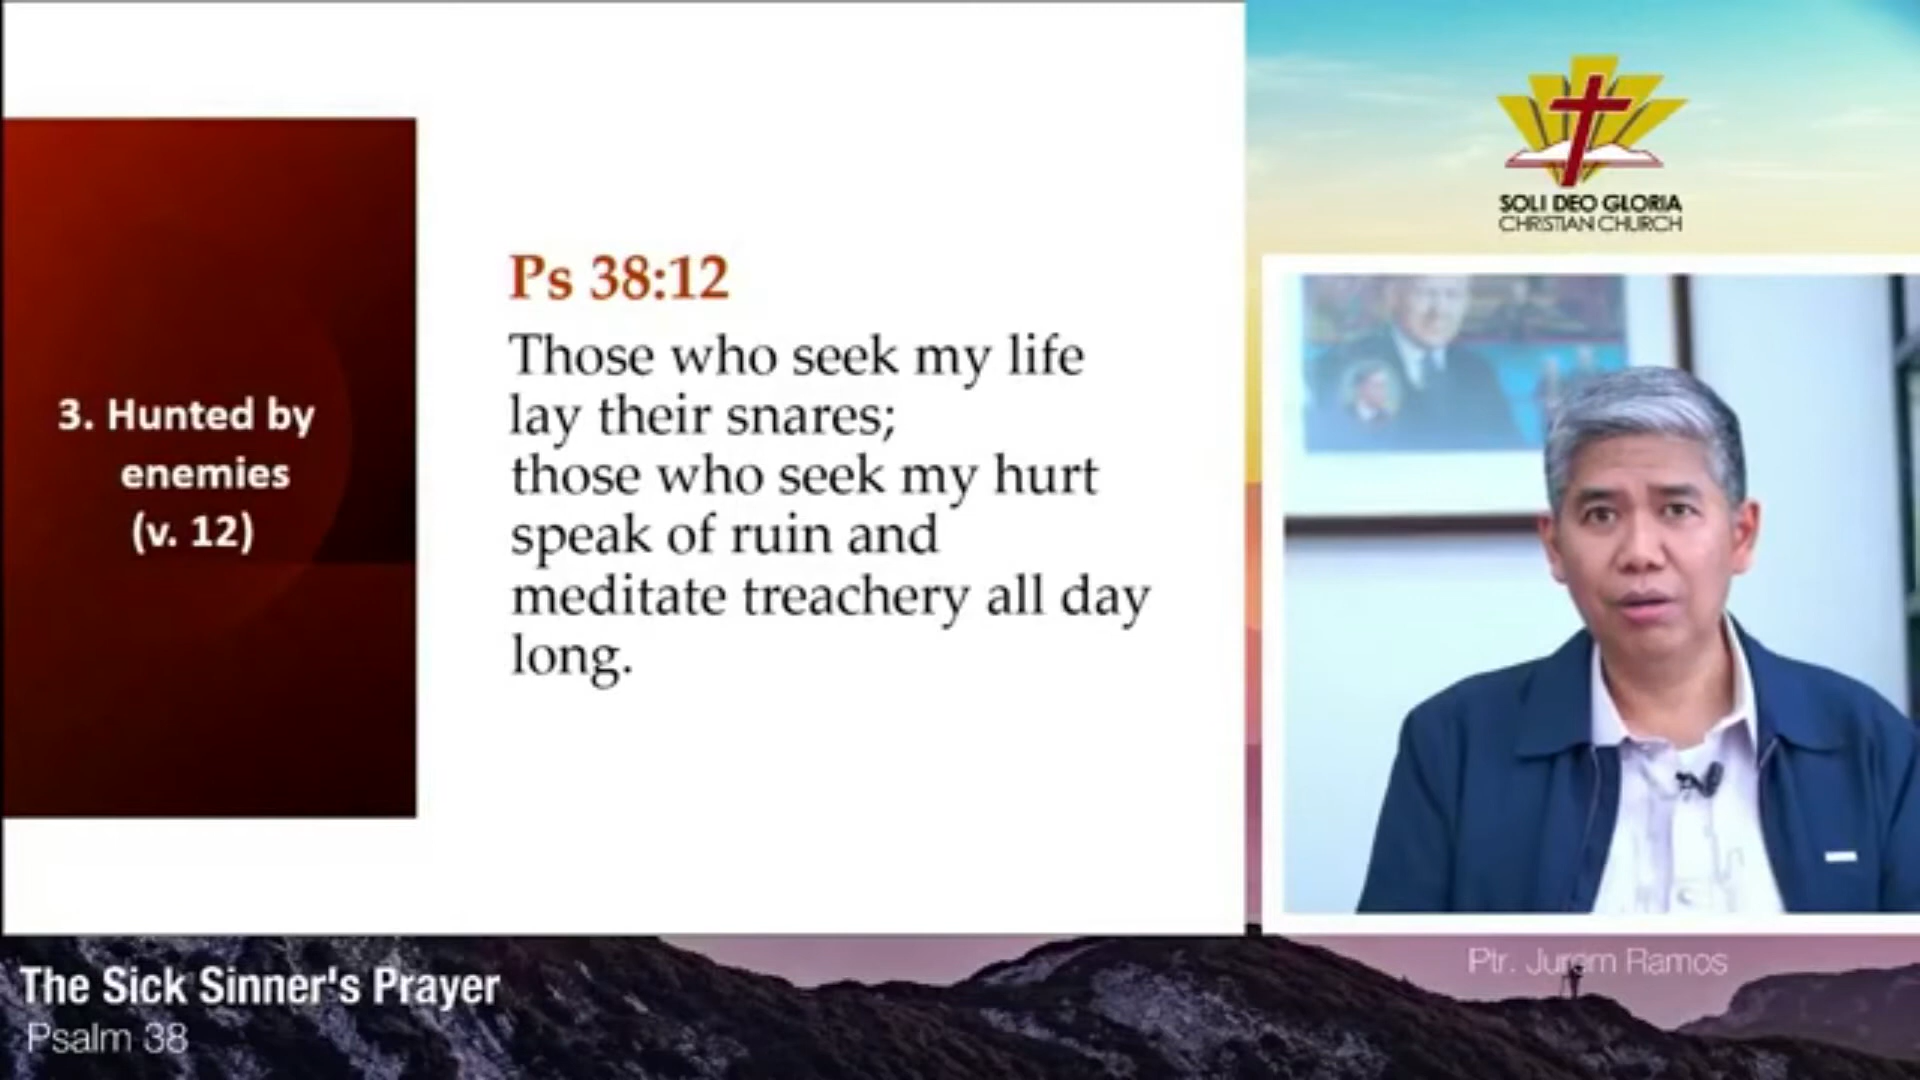 3. Hunted by
enemies
(v. 12)
Ps 38:12
Those who seek my life
lay their snares;
those who seek my hurt
speak of ruin and
meditate treachery all day
long.
SOLI DEO GLORIA
CHRISTIAN CHURCH
Ptr. Jurem Ramos
The Sick Sinner's Prayer
Psalm 38